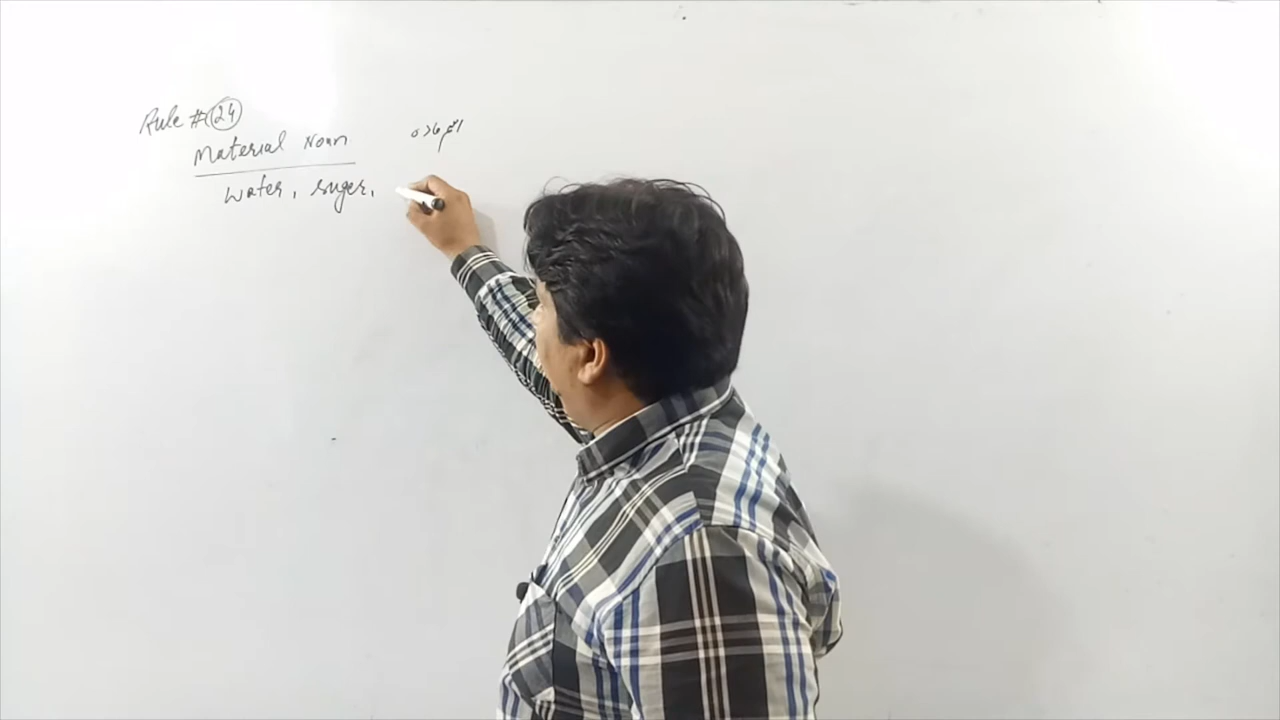 Rule # 24
Material Noun اسم مادہ
water, suger,